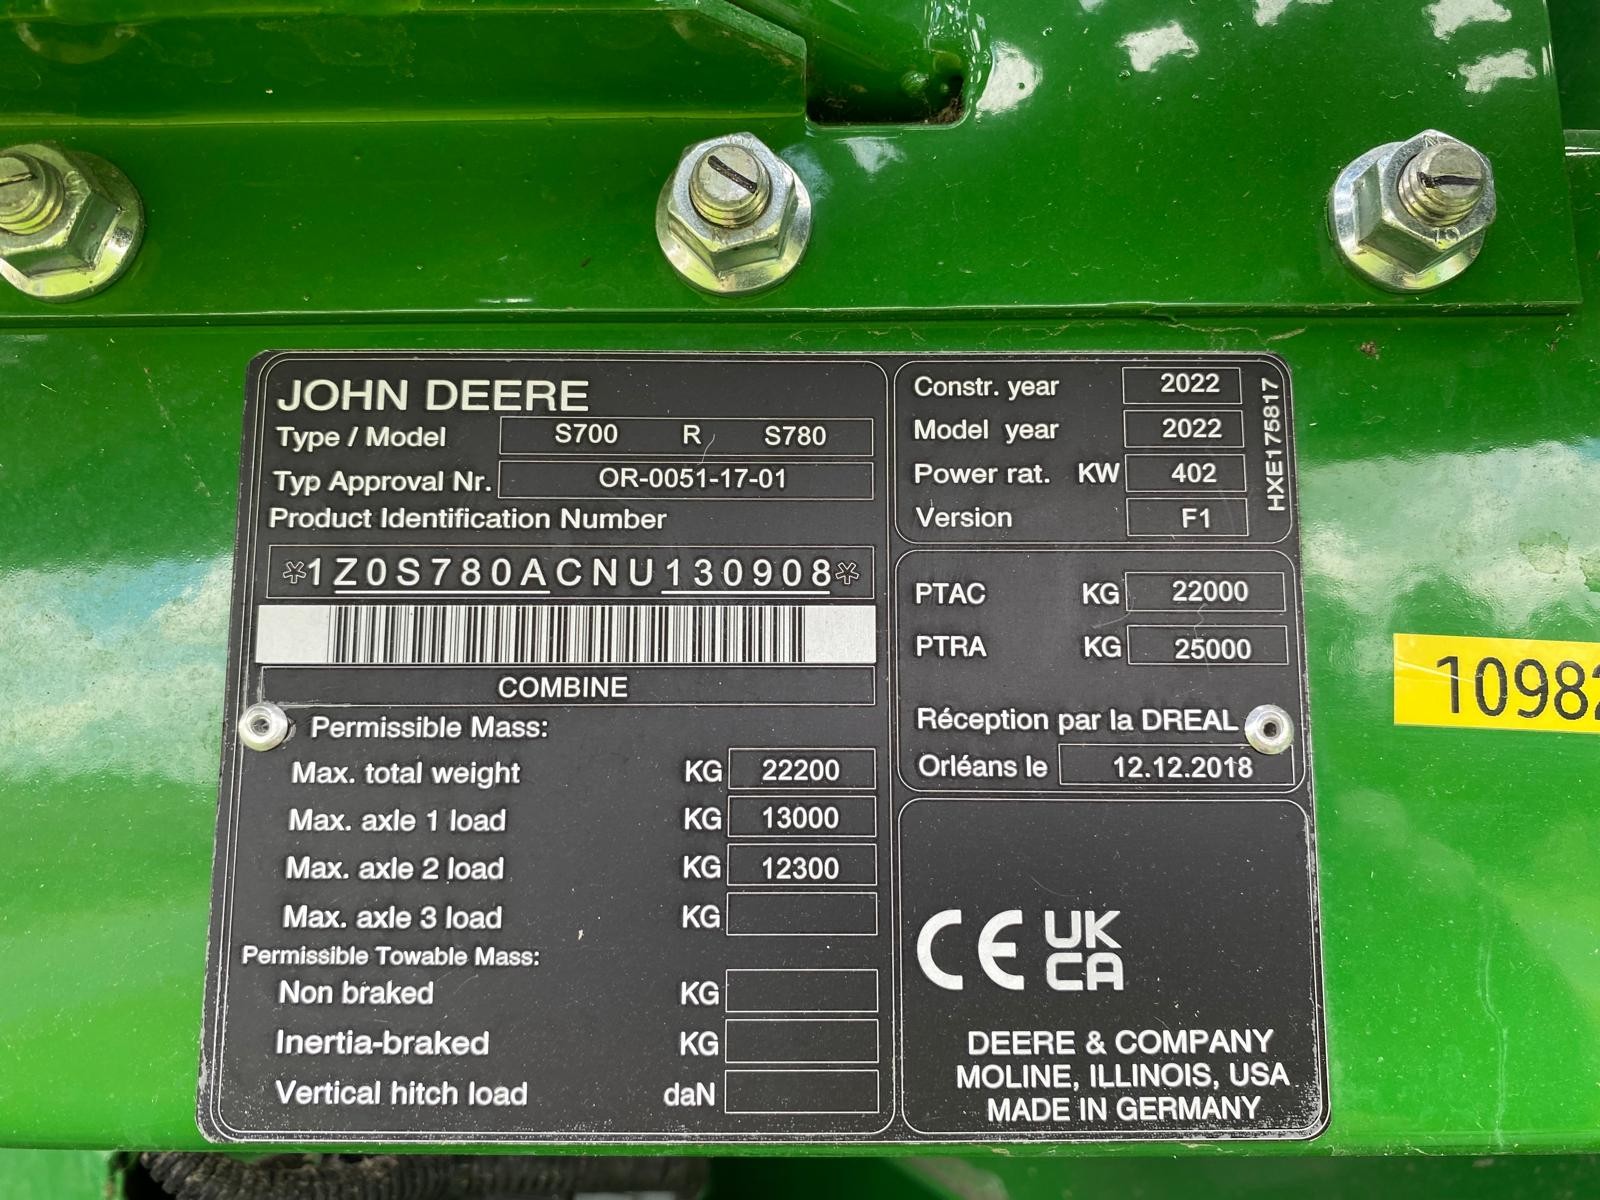 JOHN DEERE
Type / Model S700 R S780
Typ Approval Nr. OR-0051-17-01
Product Identification Number
*1Z0S780ACNU130908*
COMBINE
Permissible Mass:
Max. total weight KG 22200
Max. axle 1 load KG 13000
Max. axle 2 load KG 12300
Max. axle 3 load KG
Permissible Towable Mass:
Non braked KG
Inertia-braked KG
Vertical hitch load daN
Constr. year 2022
Model year 2022
Power rat. KW 402
Version F1
HXE175817
PTAC KG 22000
PTRA KG 25000
Réception par la DREAL
Orléans le 12.12.2018
CE UK
CA
DEERE & COMPANY
MOLINE, ILLINOIS, USA
MADE IN GERMANY
10982